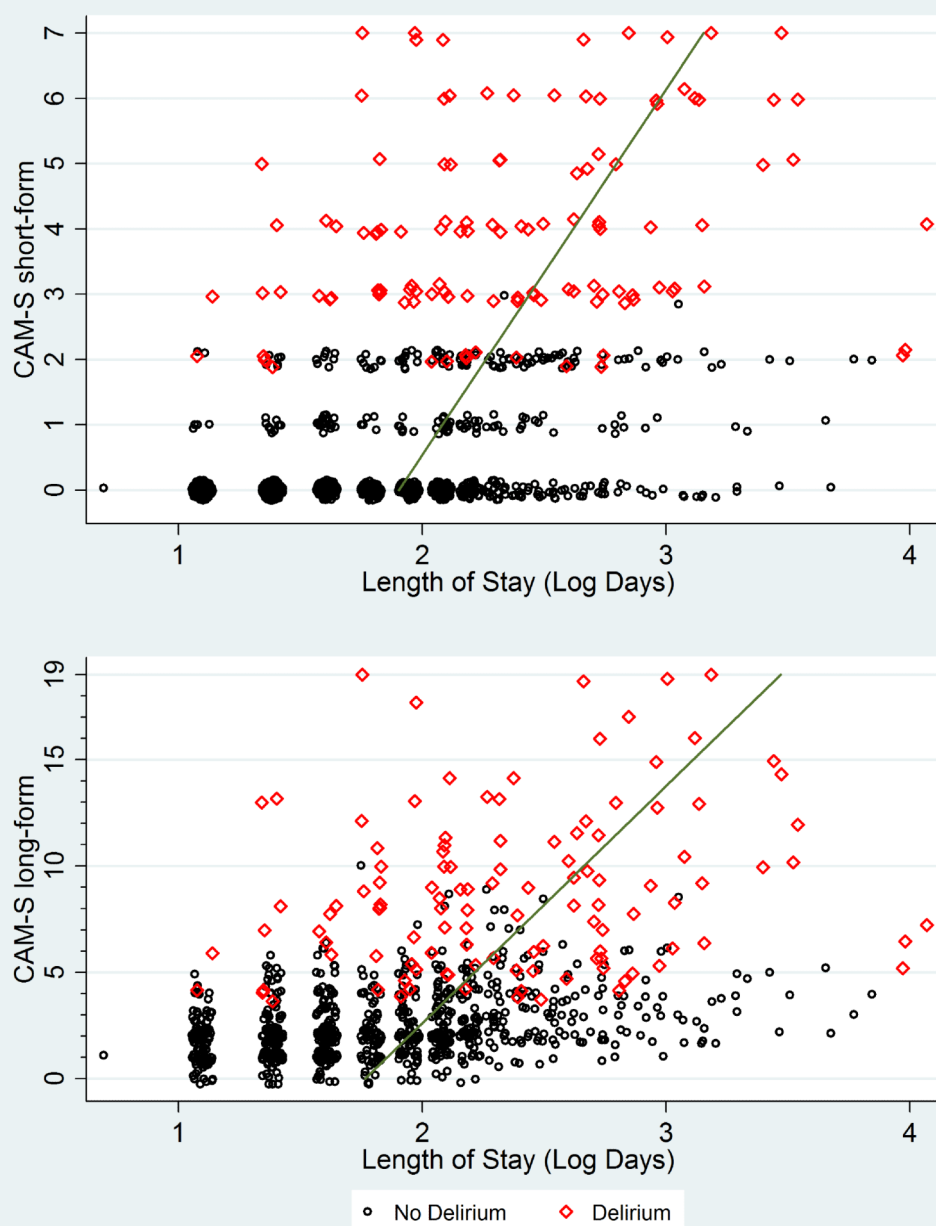 7
6
5
4
3
2
1
0
CAM-S short-form
1 2 3 4
Length of Stay (Log Days)
19
15
10
5
0
CAM-S long-form
1 2 3 4
Length of Stay (Log Days)
No Delirium Delirium